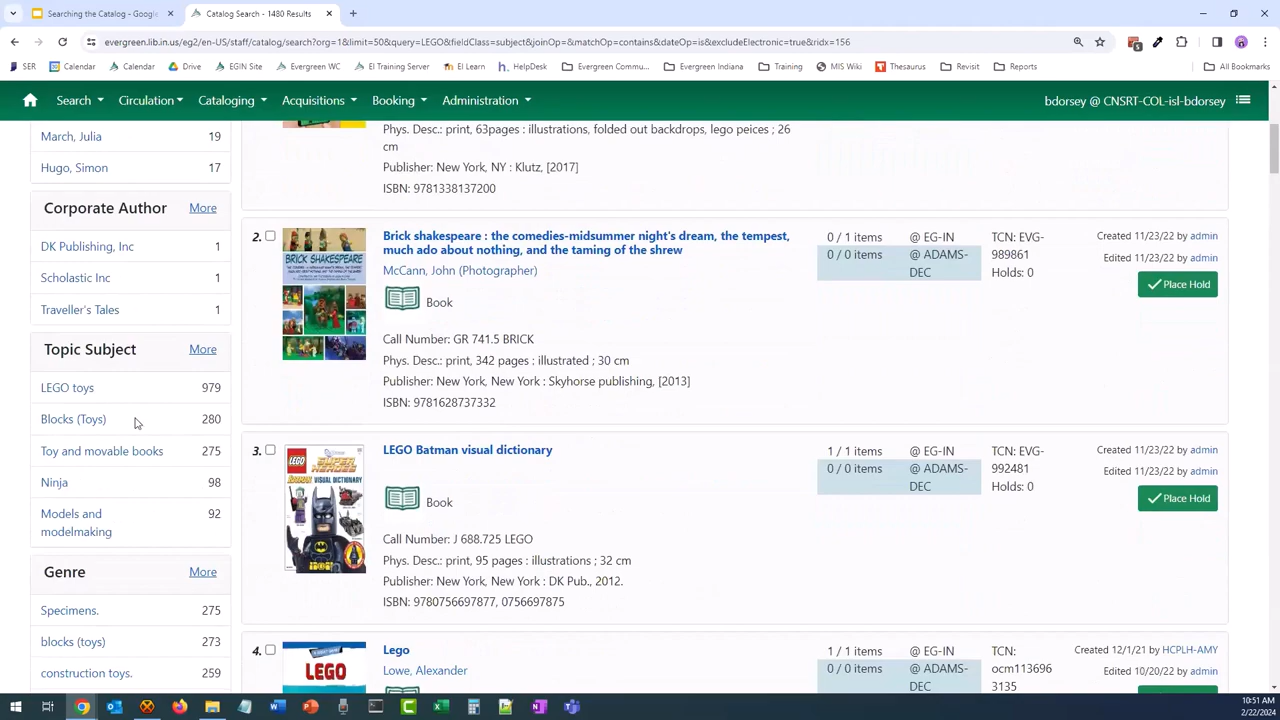 Searching the Catalog - Google
Catalog Search - 1480 Results
evergreen.lib.in.us/eg2/en-US/staff/catalog/search?org=1&limit=50&query=LEGO&fieldClass=subject&joinOp=&matchOp=contains&dateOp=is&excludeElectronic=true&ridx=156
SER
Calendar
Calendar
Drive
EGIN Site
Evergreen WC
EI Training Server
EI Learn
HelpDesk
Evergreen Commu...
Evergreen Indiana
Training
MIS Wiki
Thesaurus
Revisit
Reports
All Bookmarks
Search
Circulation
Cataloging
Acquisitions
Booking
Administration
bdorsey @ CNSRT-COL-isl-bdorsey
March, Julia 19
Hugo, Simon 17
Corporate Author More
DK Publishing, Inc 1
Scholastic Inc 1
Traveller's Tales 1
Topic Subject More
LEGO toys 979
Blocks (Toys) 280
Toy and movable books 275
Ninja 98
Models and 92
modelmaking
Genre More
Specimens. 275
blocks (toys) 273
construction toys. 259
Phys. Desc.: print, 63pages : illustrations, folded out backdrops, lego peices ; 26
cm
Publisher: New York, NY : Klutz, [2017]
ISBN: 9781338137200
2.
BRICK SHAKESPEARE
Brick shakespeare : the comedies-midsummer night's dream, the tempest,
much ado about nothing, and the taming of the shrew
McCann, John (Photographer)
Book
Call Number: GR 741.5 BRICK
Phys. Desc.: print, 342 pages : illustrated ; 30 cm
Publisher: New York, New York : Skyhorse publishing, [2013]
ISBN: 9781628737332
0 / 1 items @ EG-IN
0 / 0 items @ ADAMS-
DEC
TCN: EVG-
989861
Holds: 0
Created 11/23/22 by admin
Edited 11/23/22 by admin
Place Hold
3.
LEGO
SUPER HEROES
BATMAN VISUAL DICTIONARY
LEGO Batman visual dictionary
Book
Call Number: J 688.725 LEGO
Phys. Desc.: print, 95 pages : illustrations ; 32 cm
Publisher: New York, New York : DK Pub., 2012.
ISBN: 9780756697877, 0756697875
1 / 1 items @ EG-IN
0 / 0 items @ ADAMS-
DEC
TCN: EVG-
992481
Holds: 0
Created 11/23/22 by admin
Edited 11/23/22 by admin
Place Hold
4.
LEGO
Lego
Lowe, Alexander
1 / 1 items @ EG-IN
0 / 0 items @ ADAMS-
DEC
TCN:
ocm113696
3135
Created 12/1/21 by HCPLH-AMY
Edited 10/20/22 by admin
10:51 AM
2/22/2024